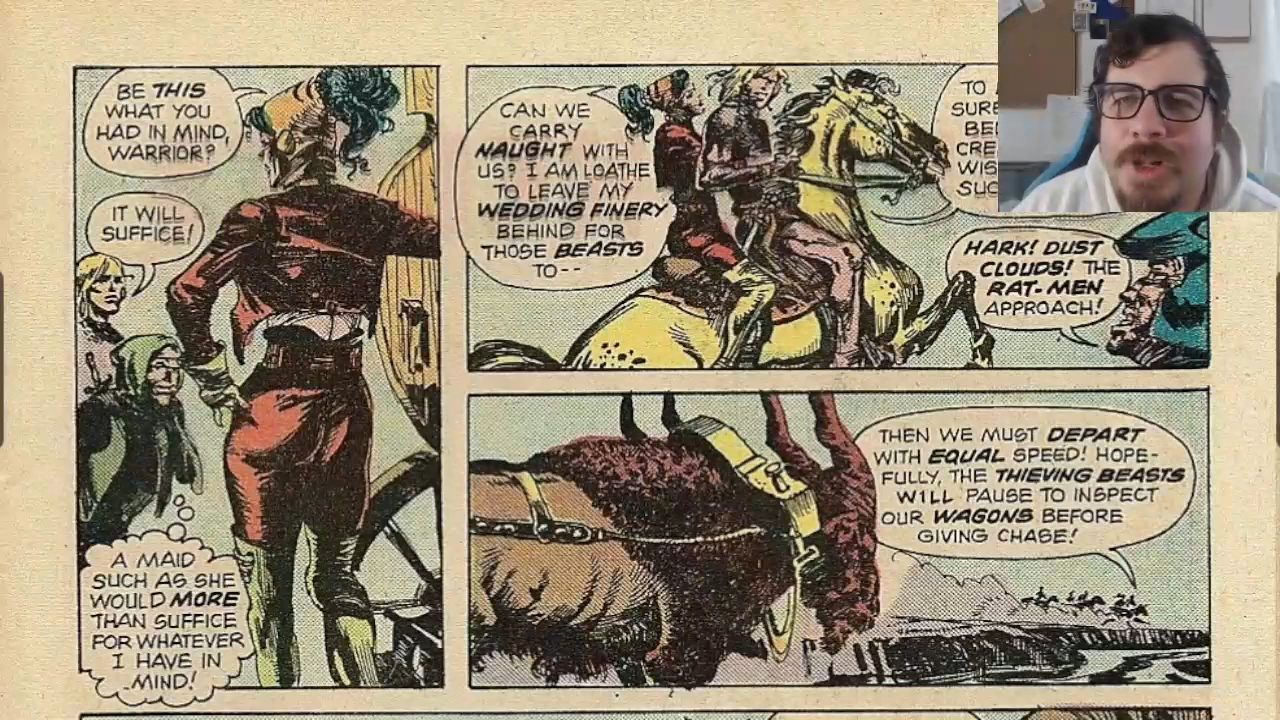 BE THIS
WHAT YOU
HAD IN MIND,
WARRIOR?
IT WILL
SUFFICE!
A MAID
SUCH AS SHE
WOULD MORE
THAN SUFFICE
FOR WHATEVER
I HAVE IN
MIND!
CAN WE
CARRY
NAUGHT WITH
US? I AM LOATHE
TO LEAVE MY
WEDDING FINERY
BEHIND FOR
THOSE BEASTS
TO--
TO
SURE
HARK! DUST
CLOUDS! THE
RAT-MEN
APPROACH!
THEN WE MUST DEPART
WITH EQUAL SPEED! HOPE-
FULLY, THE THIEVING BEASTS
WILL PAUSE TO INSPECT
OUR WAGONS BEFORE
GIVING CHASE!